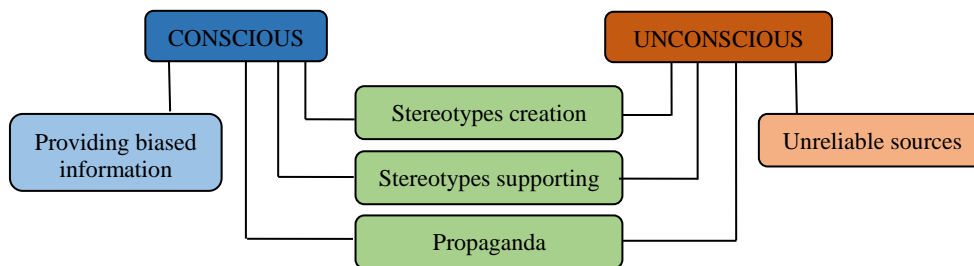 CONSCIOUS
UNCONSCIOUS
Stereotypes creation
Providing biased
information
Unreliable sources
Stereotypes supporting
Propaganda